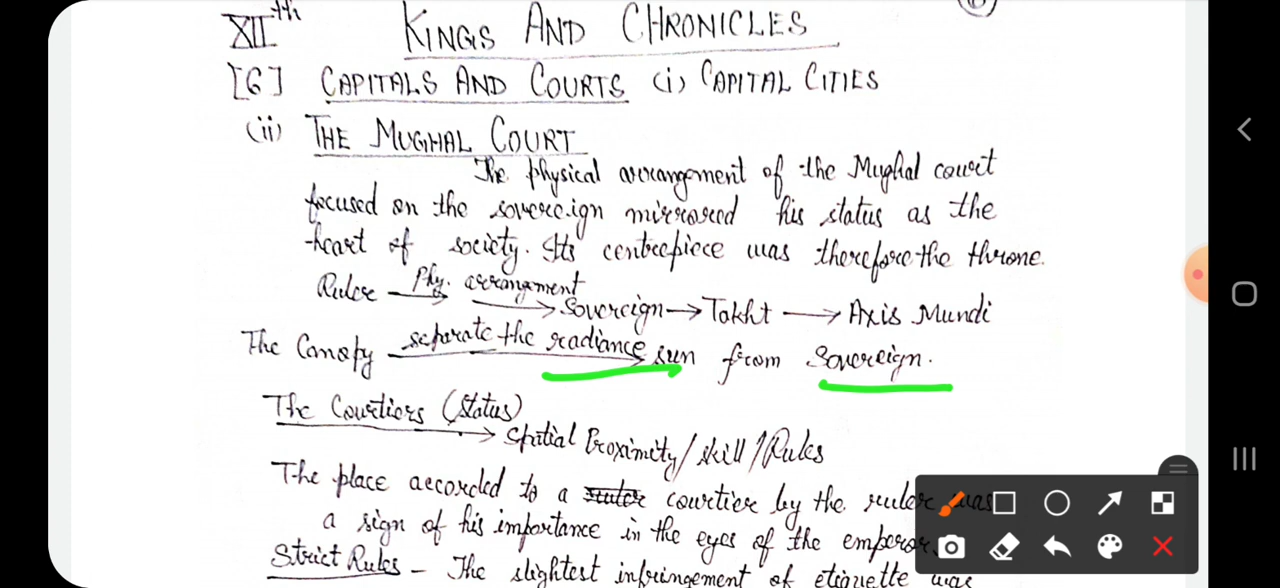 XIIth KINGS AND CHRONICLES
[6] CAPITALS AND COURTS (i) CAPITAL CITIES
(ii) THE MUGHAL COURT
The physical arrangement of the Mughal court
focused on the sovereign mirrored his status as the
heart of society. Its centrepiece was therefore the throne.
Ruler Phy. arrangement → Sovereign → Takht → Axis Mundi
The Canopy separate the radiance sun from Sovereign.
The Courtiers (Status)
→ Spatial Proximity / skill / Rules
The place accorded to a courtier by the ruler was
a sign of his importance in the eyes of the emperor
Strict Rules - The slightest infringement of etiquette was